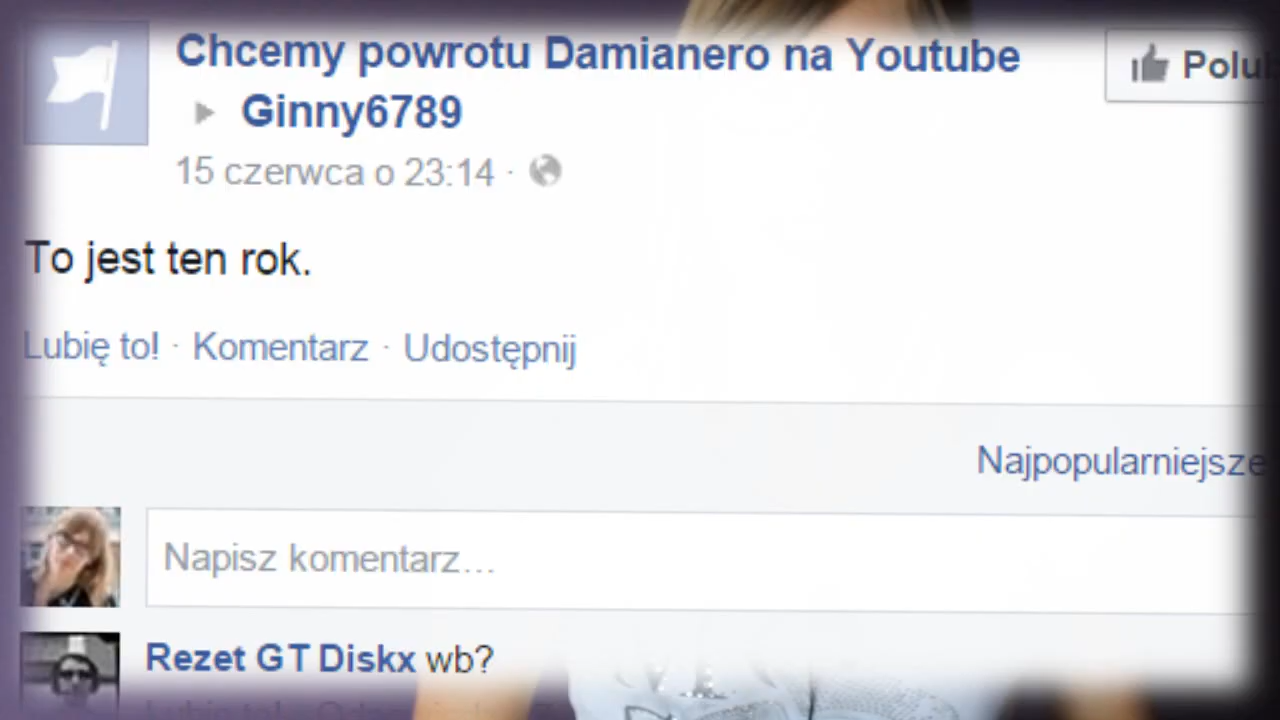 Chcemy powrotu Damianero na Youtube
Ginny6789
15 czerwca o 23:14 ·
To jest ten rok.
Lubię to! · Komentarz · Udostępnij
Najpopularniejsze
Napisz komentarz...
Rezet GT Diskx wb?